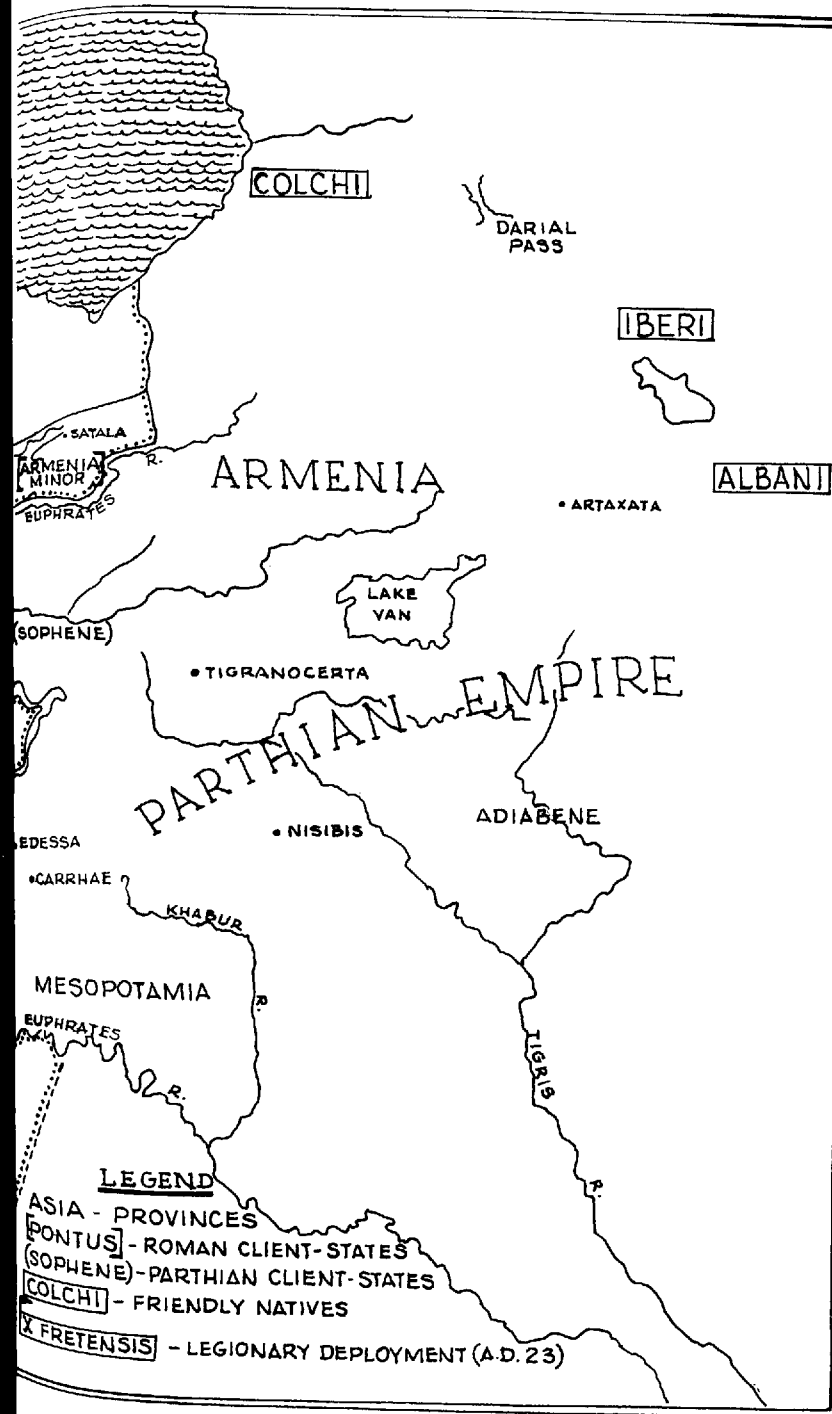 COLCHI
DARIAL
PASS
IBERI
SATALA
[ARMENIA
MINOR]
R.
EUPHRATES
ARMENIA
ALBANI
ARTAXATA
LAKE
VAN
(SOPHENE)
TIGRANOCERTA
PARTHIAN EMPIRE
ADIABENE
NISIBIS
EDESSA
CARRHAE
KHABUR
R.
MESOPOTAMIA
EUPHRATES
R.
TIGRIS
R.
LEGEND
ASIA - PROVINCES
[PONTUS] - ROMAN CLIENT-STATES
(SOPHENE) - PARTHIAN CLIENT-STATES
COLCHI - FRIENDLY NATIVES
X FRETENSIS - LEGIONARY DEPLOYMENT (A.D. 23)